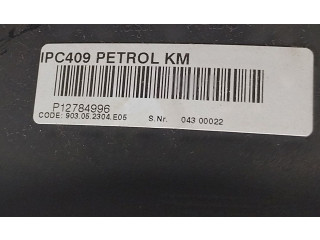 IPC409 PETROL KM
P12784996
CODE: 903.05.2304.E05 S.Nr. 043 00022